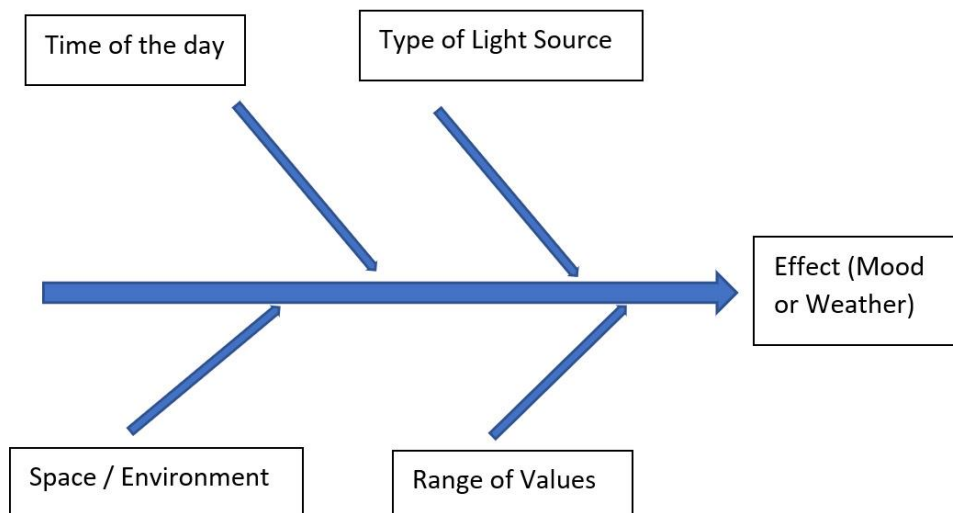 Time of the day
Type of Light Source
Effect (Mood
or Weather)
Space / Environment
Range of Values